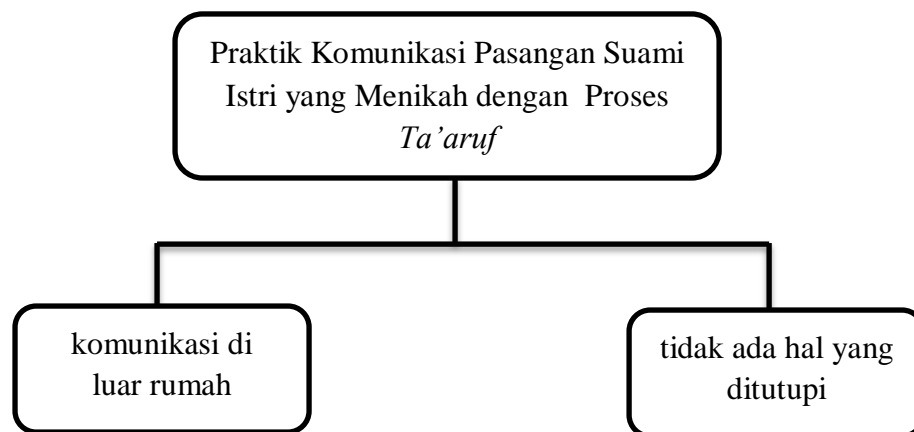 Praktik Komunikasi Pasangan Suami
Istri yang Menikah dengan Proses
Ta’aruf
komunikasi di
luar rumah
tidak ada hal yang
ditutupi